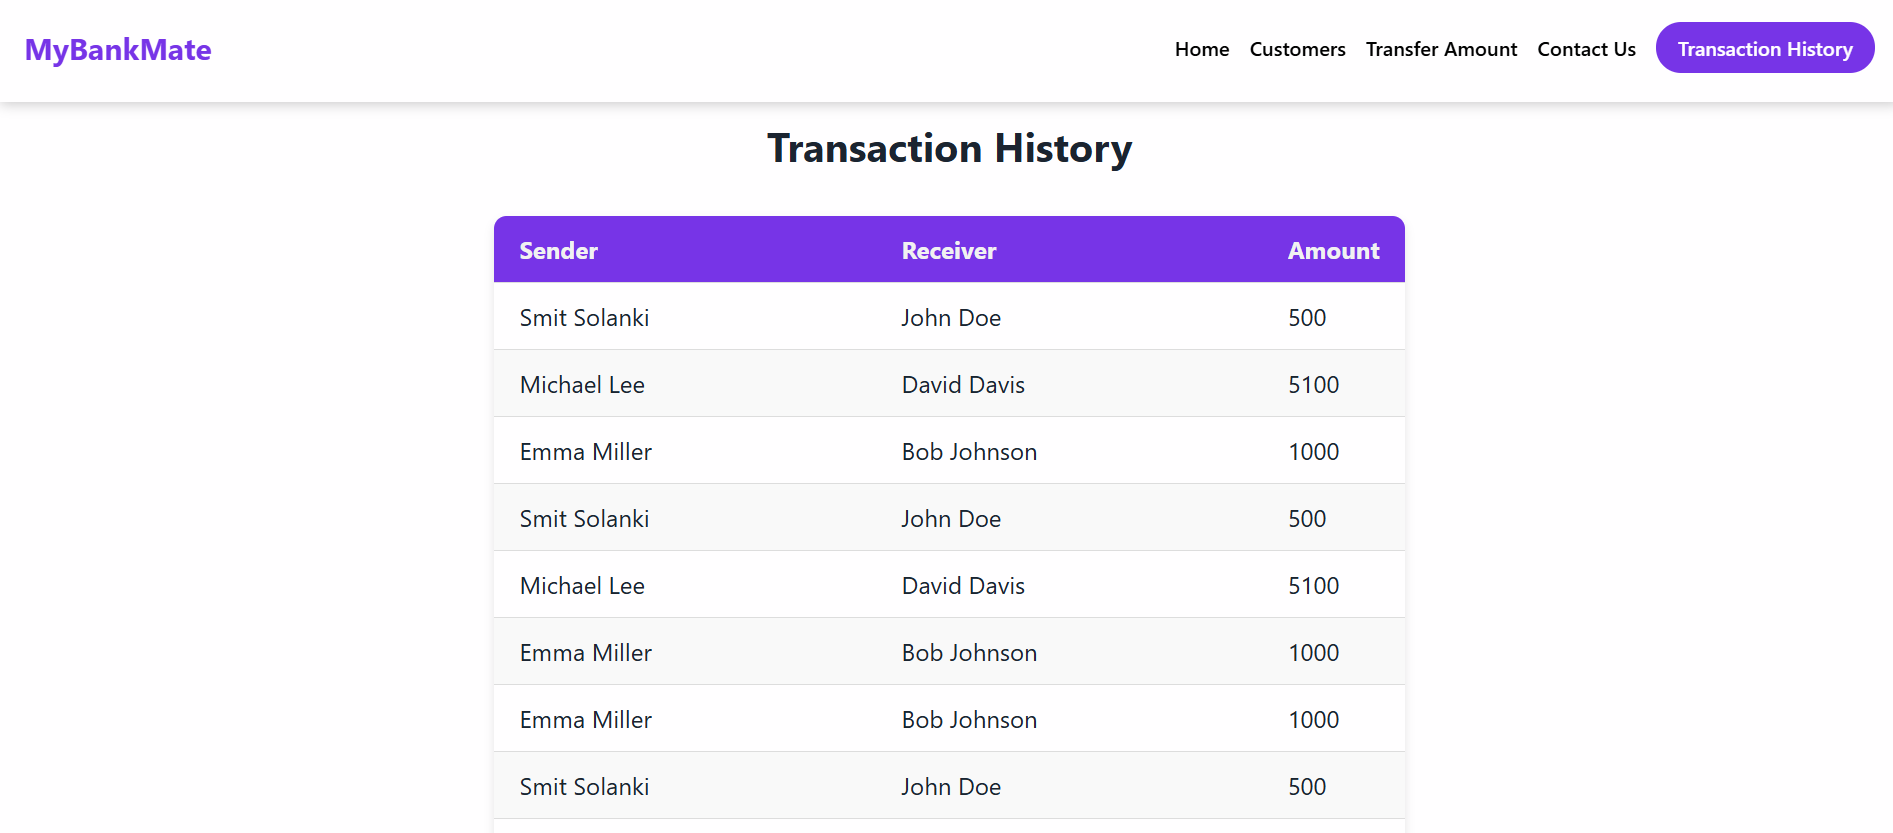 MyBankMate Home Customers Transfer Amount Contact Us Transaction History
Transaction History
Sender Receiver Amount
Smit Solanki John Doe 500
Michael Lee David Davis 5100
Emma Miller Bob Johnson 1000
Smit Solanki John Doe 500
Michael Lee David Davis 5100
Emma Miller Bob Johnson 1000
Emma Miller Bob Johnson 1000
Smit Solanki John Doe 500